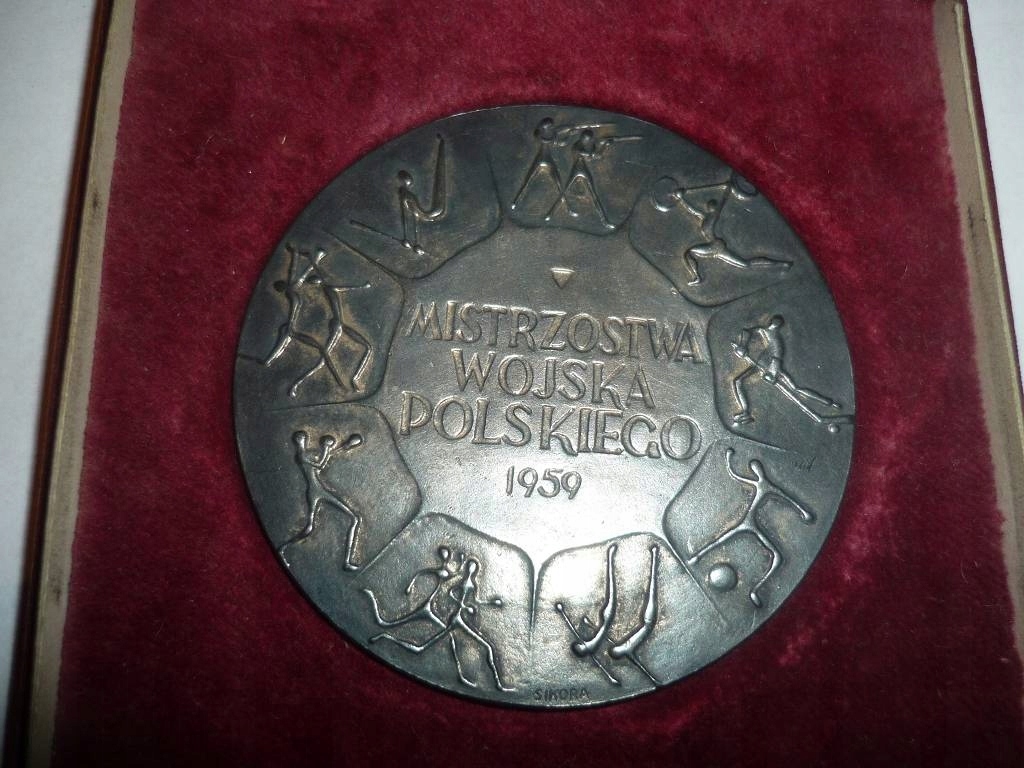 MISTRZOSTWA
WOJSKA
POLSKIEGO
1959
SIKORA